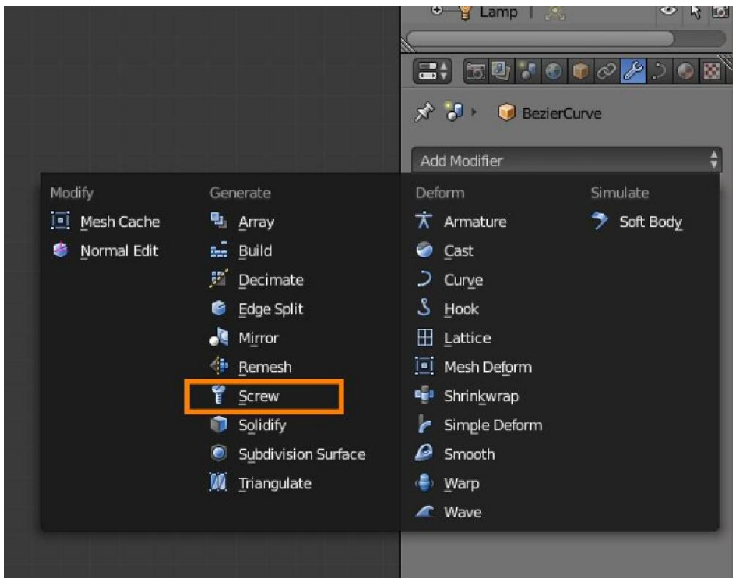 Lamp
BezierCurve
Add Modifier
Modify
Mesh Cache
Normal Edit
Generate
Array
Build
Decimate
Edge Split
Mirror
Remesh
Screw
Solidify
Subdivision Surface
Triangulate
Deform
Armature
Cast
Curve
Hook
Lattice
Mesh Deform
Shrinkwrap
Simple Deform
Smooth
Warp
Wave
Simulate
Soft Body